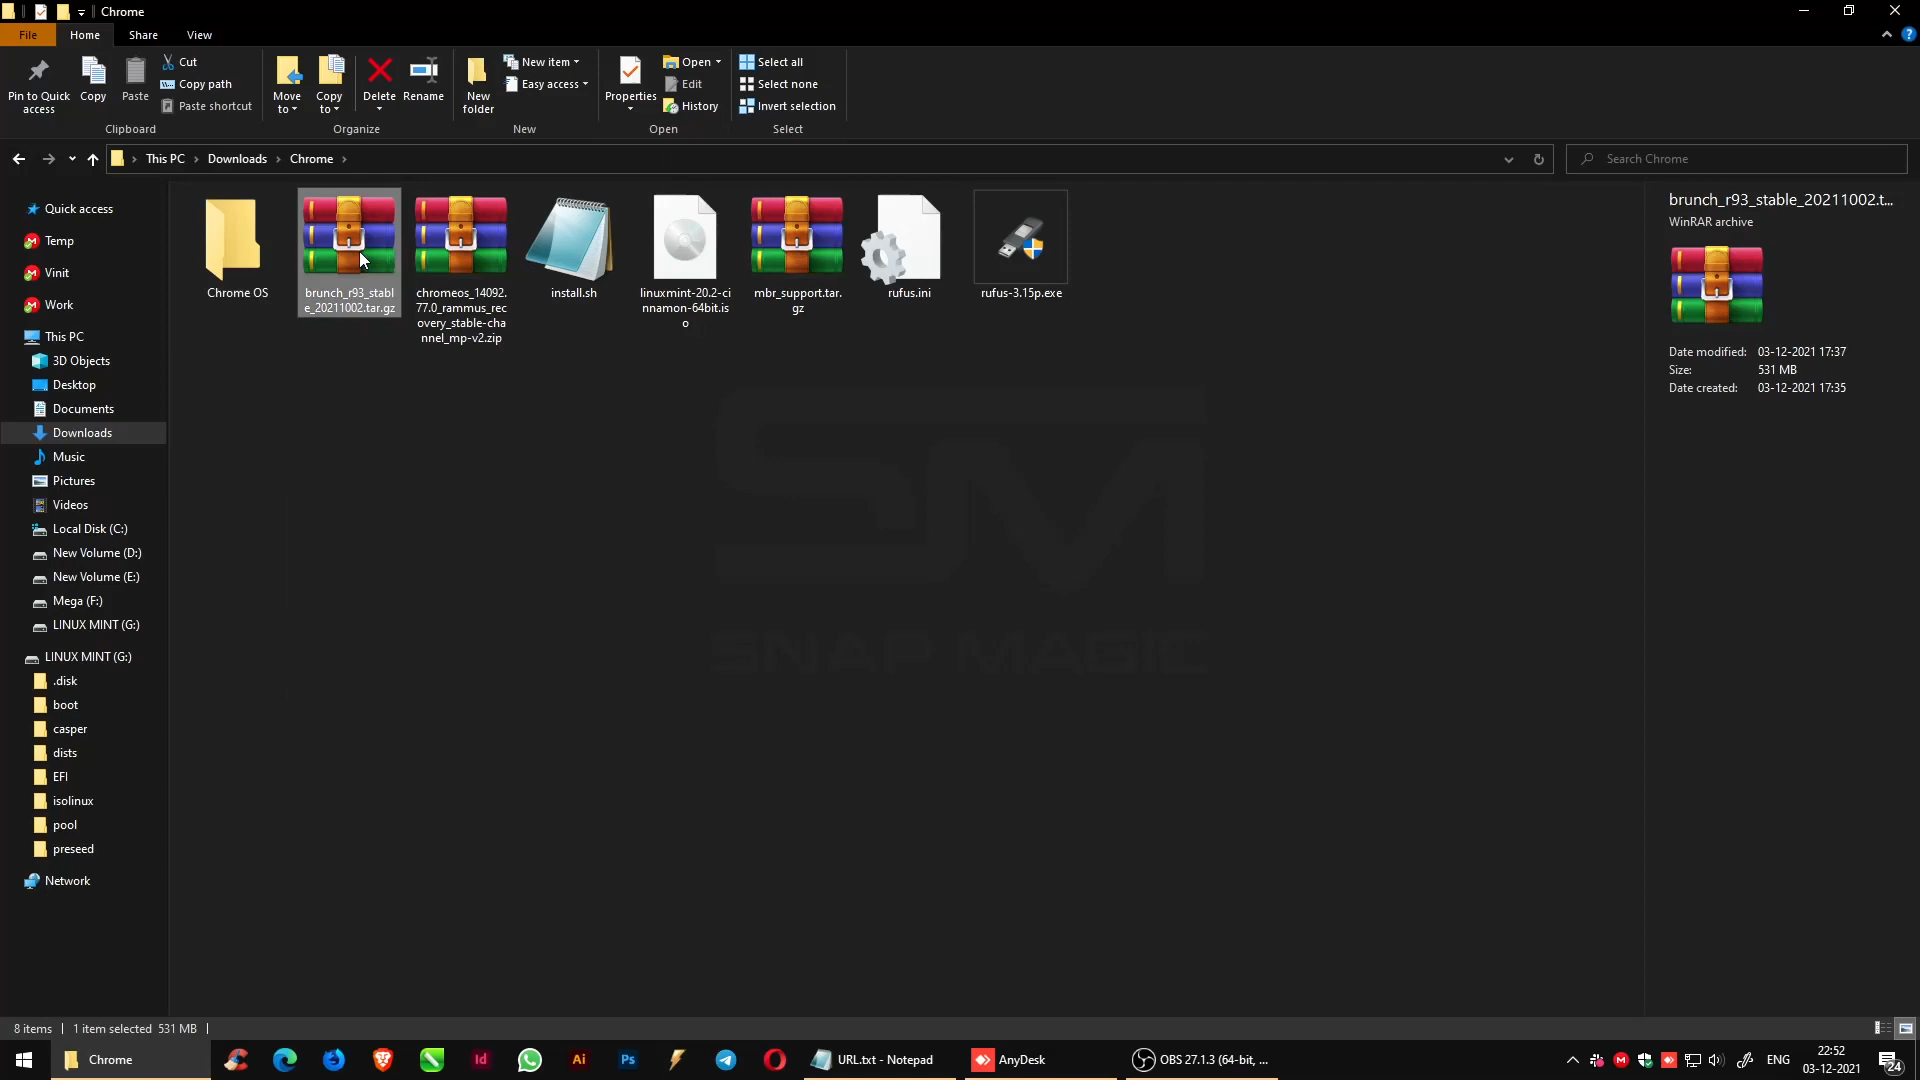 Chrome
File
Home
Share
View
Pin to Quick access
Copy
Paste
Cut
Copy path
Paste shortcut
Clipboard
Move to
Copy to
Delete
Rename
Organize
New folder
New item
Easy access
New
Properties
Open
Edit
History
Open
Select all
Select none
Invert selection
Select
This PC
Downloads
Chrome
Search Chrome
Quick access
Temp
Vinit
Work
This PC
3D Objects
Desktop
Documents
Downloads
Music
Pictures
Videos
Local Disk (C:)
New Volume (D:)
New Volume (E:)
Mega (F:)
LINUX MINT (G:)
LINUX MINT (G:)
.disk
boot
casper
dists
EFI
isolinux
pool
preseed
Network
Chrome OS
brunch_r93_stabl
e_20211002.tar.gz
chromeos_14092.
77.0_rammus_rec
overy_stable-cha
nnel_mp-v2.zip
install.sh
linuxmint-20.2-ci
nnamon-64bit.is
o
mbr_support.tar.
gz
rufus.ini
rufus-3.15p.exe
SM
SNAP MAGIC
brunch_r93_stable_20211002.t...
WinRAR archive
Date modified: 03-12-2021 17:37
Size: 531 MB
Date created: 03-12-2021 17:35
8 items
1 item selected 531 MB
Chrome
Id
Ai
Ps
URL.txt - Notepad
AnyDesk
OBS 27.1.3 (64-bit, ...
ENG
22:52
03-12-2021
24